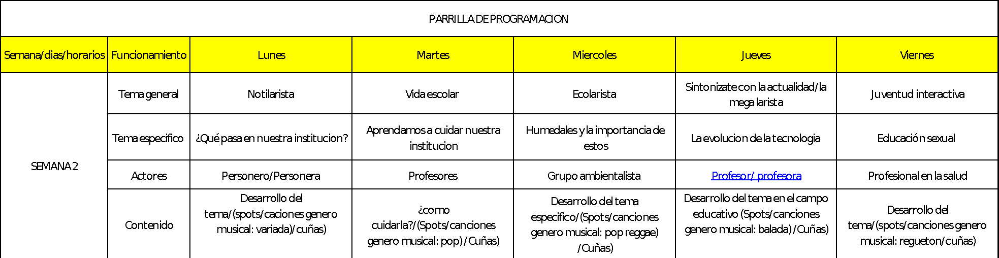 PARRILLA DE PROGRAMACION
Semana/dias/horarios
Funcionamiento
Lunes
Martes
Miercoles
Jueves
Viernes
SEMANA 2
Tema general
Notilarista
Vida escolar
Ecolarista
Sintonizate con la actualidad/la
mega larista
Juventud interactiva
Tema especifico
¿Qué pasa en nuestra institucion?
Aprendamos a cuidar nuestra
institucion
Humedales y la importancia de
estos
La evolucion de la tecnologia
Educación sexual
Actores
Personero/Personera
Profesores
Grupo ambientalista
Profesor/ profesora
Profesional en la salud
Contenido
Desarrollo del
tema/(spots/caciones genero
musical: variada)/cuñas)
¿como
cuidarla?/(Spots/canciones
genero musical: pop)/Cuñas)
Desarrollo del tema
especifico/(Spots/canciones
genero musical: pop reggae)
/Cuñas)
Desarrollo del tema en el campo
educativo (Spots/canciones
genero musical: balada)/Cuñas)
Desarrollo del
tema/(spots/canciones genero
musical: regueton/cuñas)